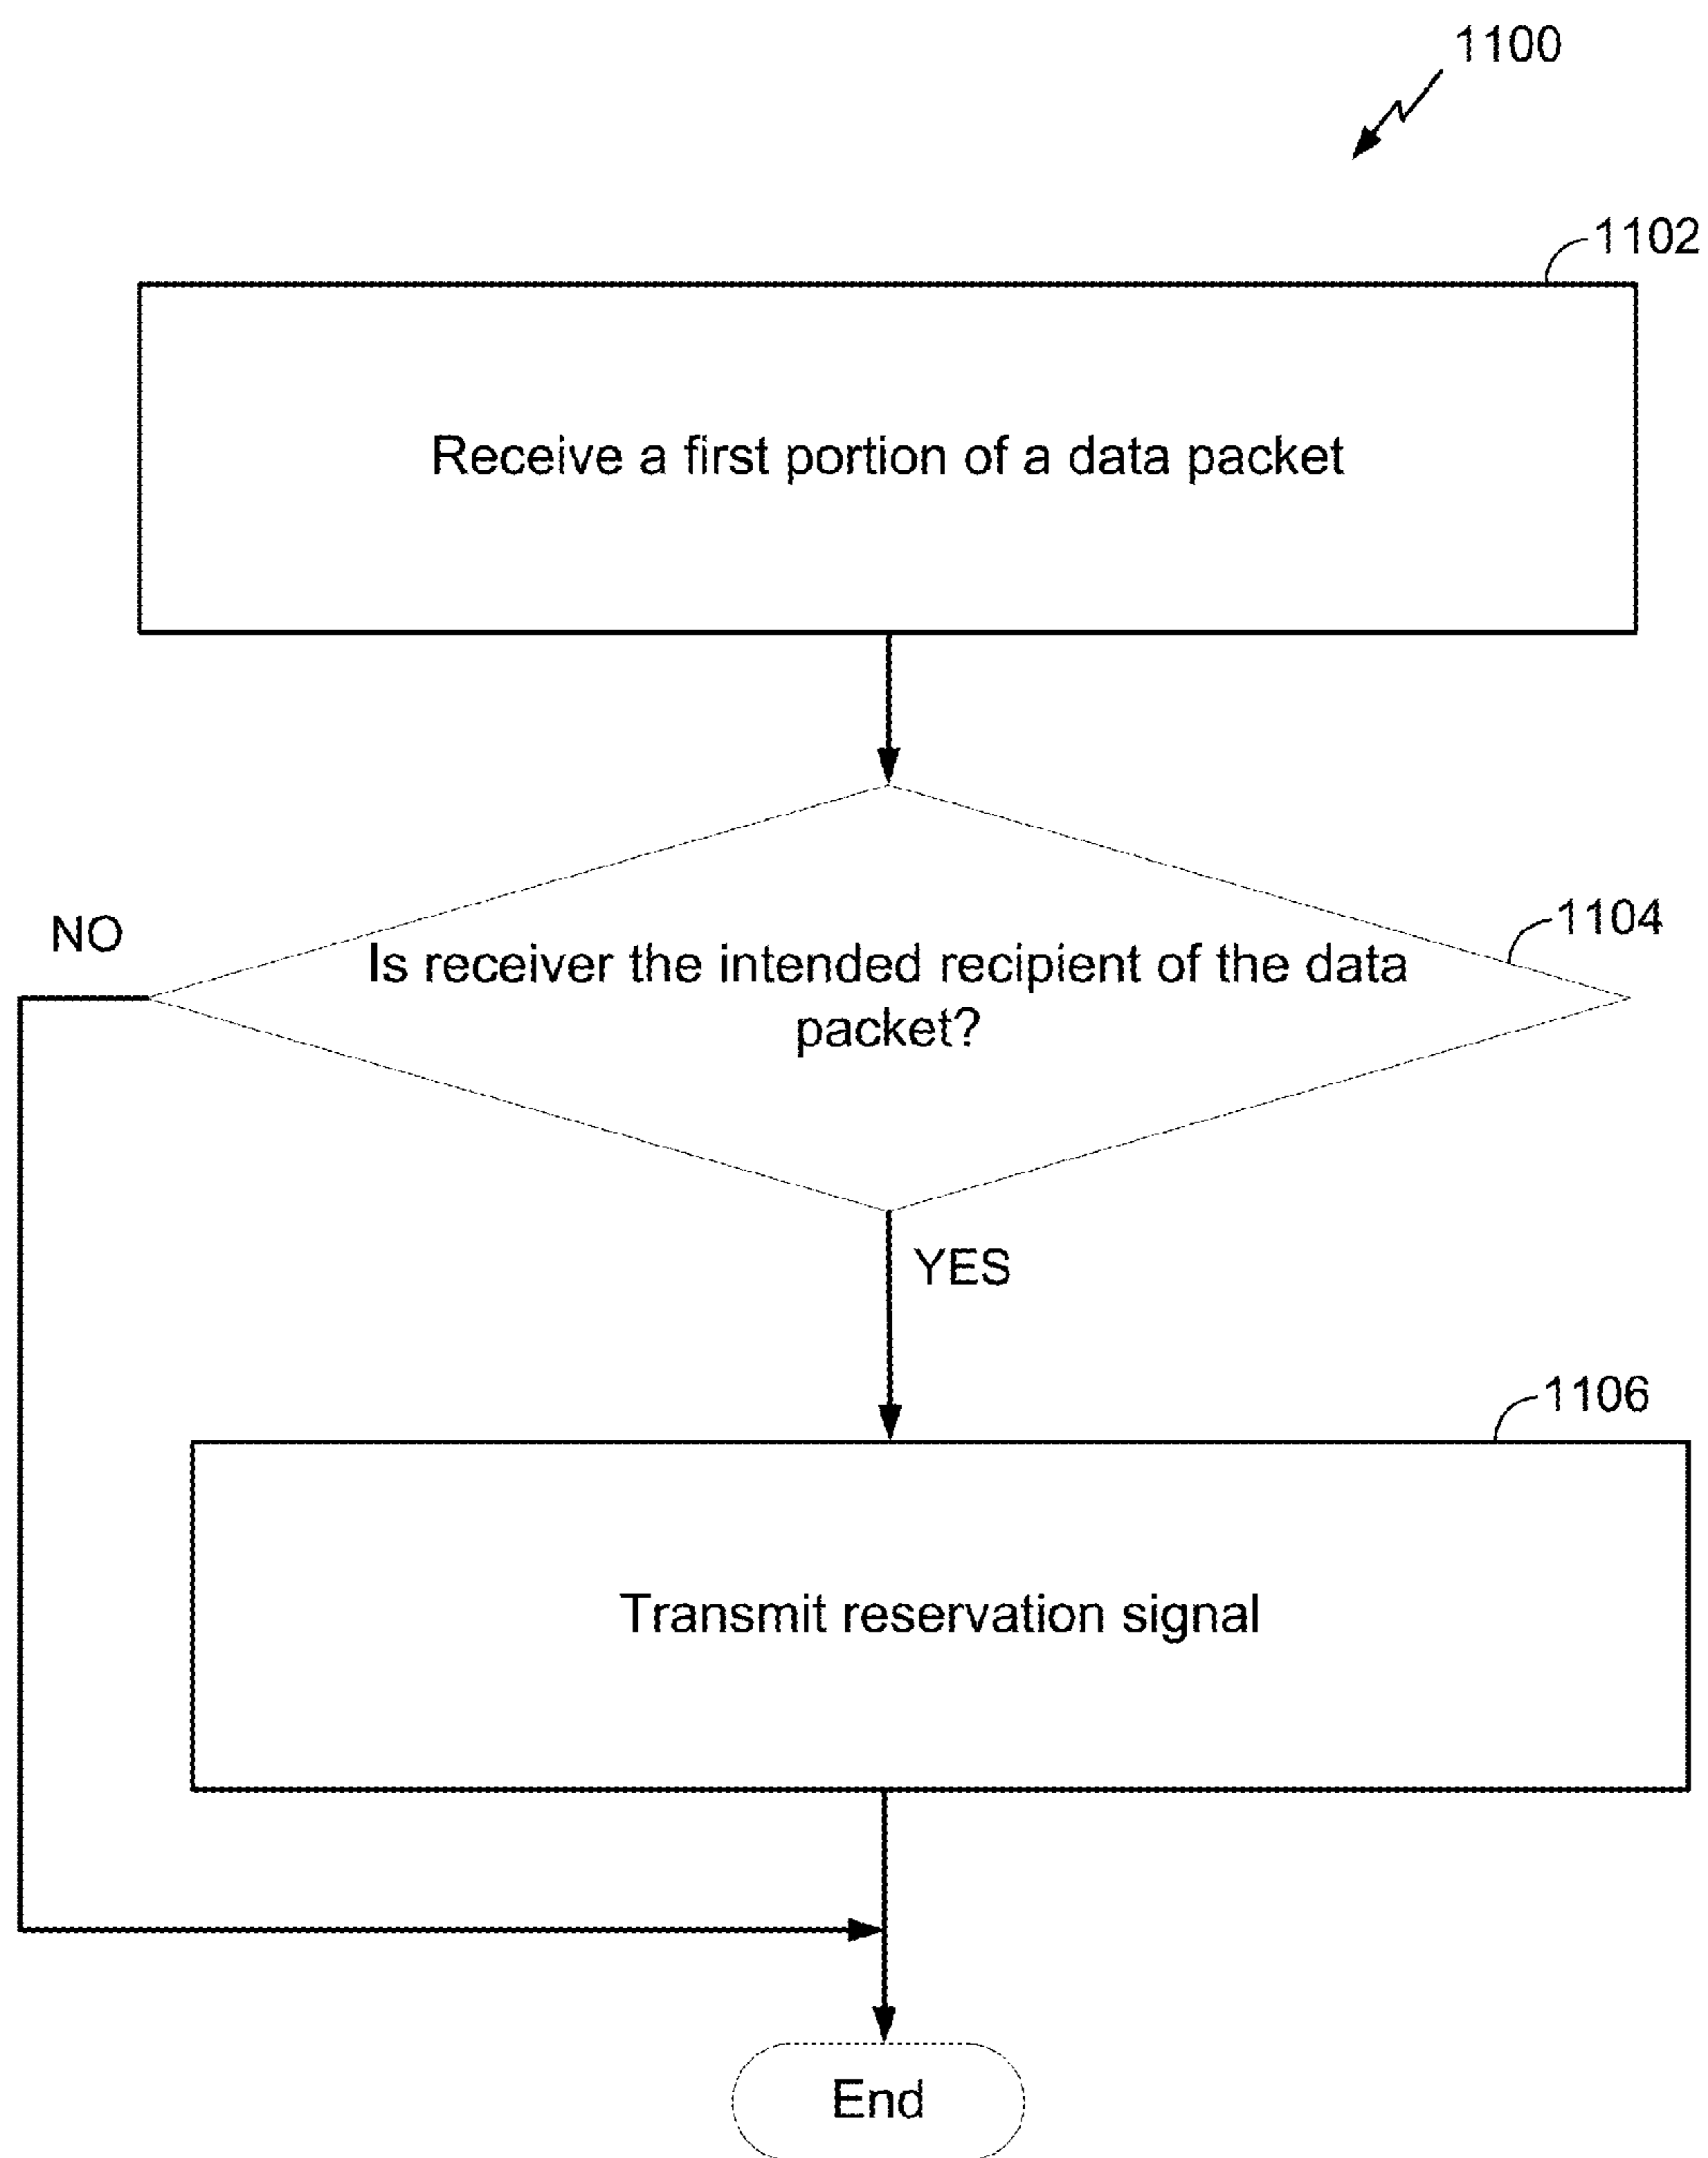 1100
1102
Receive a first portion of a data packet
1104
NO
Is receiver the intended recipient of the data
packet?
YES
1106
Transmit reservation signal
End